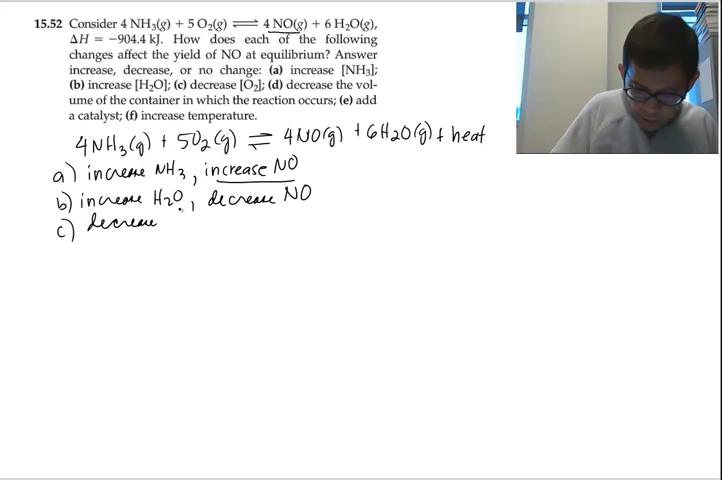 15.52 Consider 4 NH₃(g) + 5 O₂(g) ⇌ 4 NO(g) + 6 H₂O(g),
ΔH = −904.4 kJ. How does each of the following
changes affect the yield of NO at equilibrium? Answer
increase, decrease, or no change: (a) increase [NH₃];
(b) increase [H₂O]; (c) decrease [O₂]; (d) decrease the vol-
ume of the container in which the reaction occurs; (e) add
a catalyst; (f) increase temperature.
4NH₃(g) + 5O₂(g) ⇌ 4NO(g) + 6H₂O(g) + heat
a) increase NH₃, increase NO
b) increase H₂O, decrease NO
c) decrease